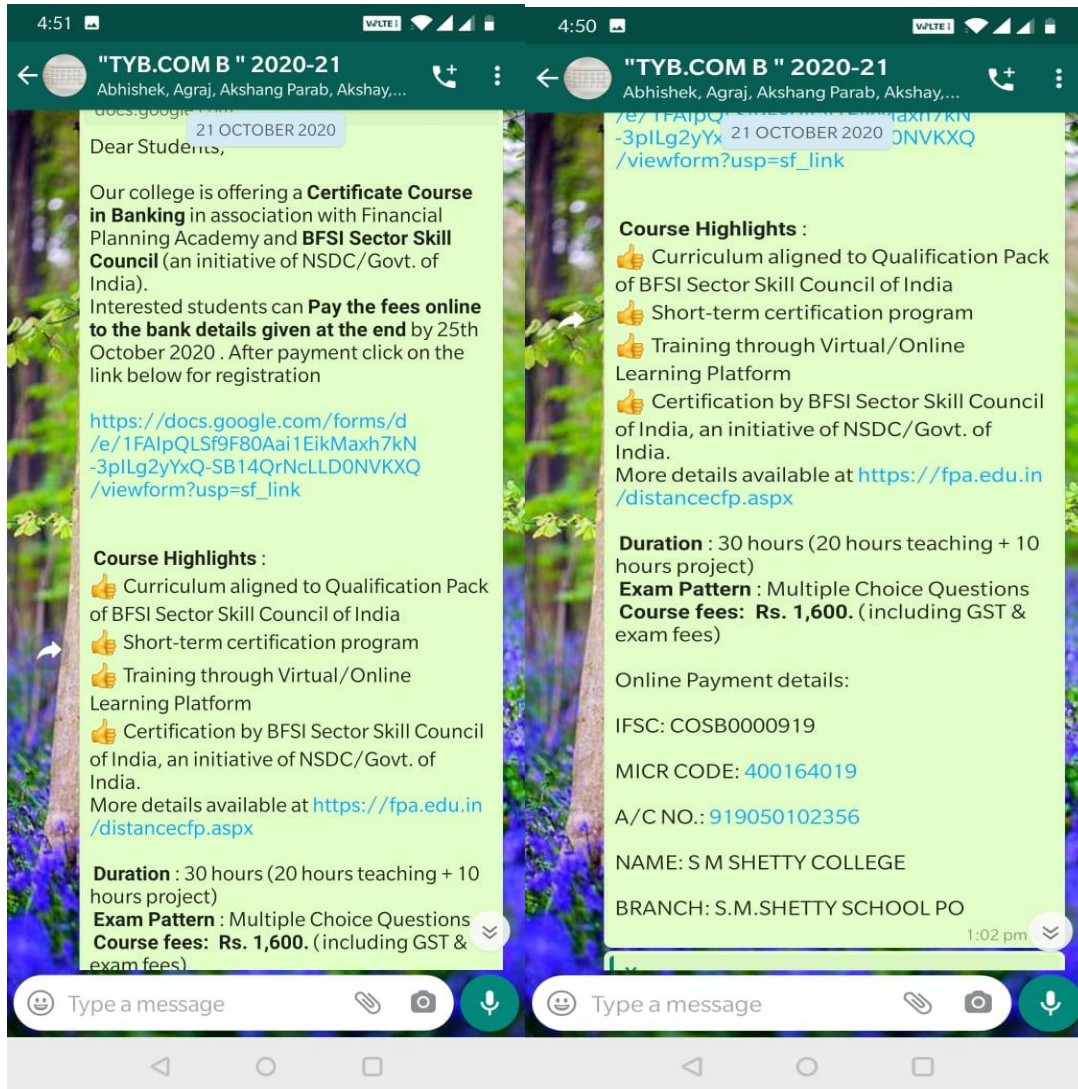 4:51
VoLTE
"TYB.COM B " 2020-21
Abhishek, Agraj, Akshang Parab, Akshay,...
docs.google.com
21 OCTOBER 2020
Dear Students,
Our college is offering a Certificate Course
in Banking in association with Financial
Planning Academy and BFSI Sector Skill
Council (an initiative of NSDC/Govt. of
India).
Interested students can Pay the fees online
to the bank details given at the end by 25th
October 2020 . After payment click on the
link below for registration
https://docs.google.com/forms/d
/e/1FAIpQLSf9F80Aai1EikMaxh7kN
-3pILg2yYxQ-SB14QrNcLLD0NVKXQ
/viewform?usp=sf_link
Course Highlights :
👍 Curriculum aligned to Qualification Pack
of BFSI Sector Skill Council of India
👍 Short-term certification program
👍 Training through Virtual/Online
Learning Platform
👍 Certification by BFSI Sector Skill Council
of India, an initiative of NSDC/Govt. of
India.
More details available at https://fpa.edu.in
/distancecfp.aspx
Duration : 30 hours (20 hours teaching + 10
hours project)
Exam Pattern : Multiple Choice Questions
Course fees: Rs. 1,600. (including GST &
exam fees)
Type a message
4:50
VoLTE
"TYB.COM B " 2020-21
Abhishek, Agraj, Akshang Parab, Akshay,...
21 OCTOBER 2020
-3pILg2yYx 0NVKXQ
/viewform?usp=sf_link
Course Highlights :
👍 Curriculum aligned to Qualification Pack
of BFSI Sector Skill Council of India
👍 Short-term certification program
👍 Training through Virtual/Online
Learning Platform
👍 Certification by BFSI Sector Skill Council
of India, an initiative of NSDC/Govt. of
India.
More details available at https://fpa.edu.in
/distancecfp.aspx
Duration : 30 hours (20 hours teaching + 10
hours project)
Exam Pattern : Multiple Choice Questions
Course fees: Rs. 1,600. (including GST &
exam fees)
Online Payment details:
IFSC: COSB0000919
MICR CODE: 400164019
A/C NO.: 919050102356
NAME: S M SHETTY COLLEGE
BRANCH: S.M.SHETTY SCHOOL PO
1:02 pm
Type a message